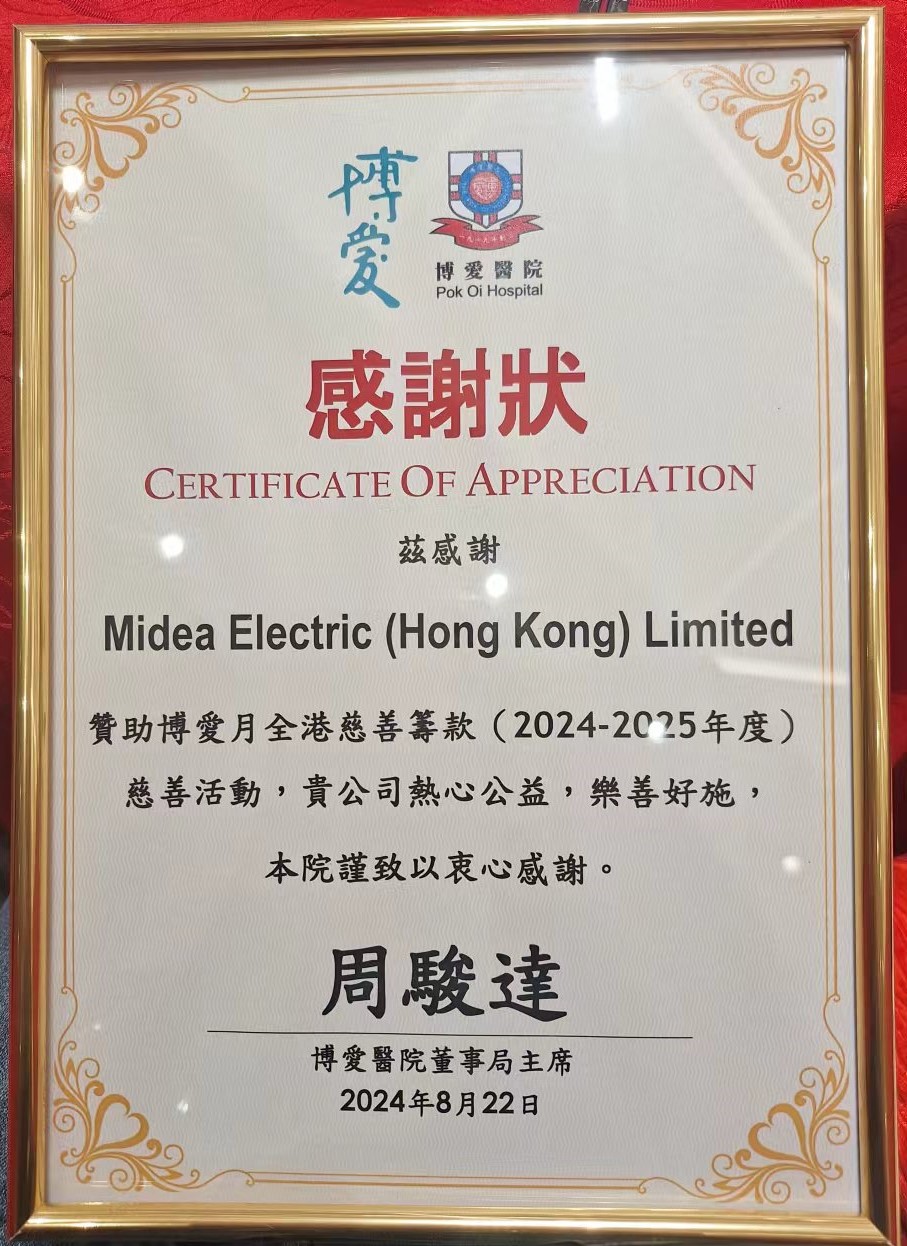 博愛
博愛醫院
Pok Oi Hospital
感謝狀
CERTIFICATE OF APPRECIATION
茲感謝
Midea Electric (Hong Kong) Limited
贊助博愛月全港慈善籌款（2024-2025年度）
慈善活動，貴公司熱心公益，樂善好施，
本院謹致以衷心感謝。
周駿達
博愛醫院董事局主席
2024年8月22日